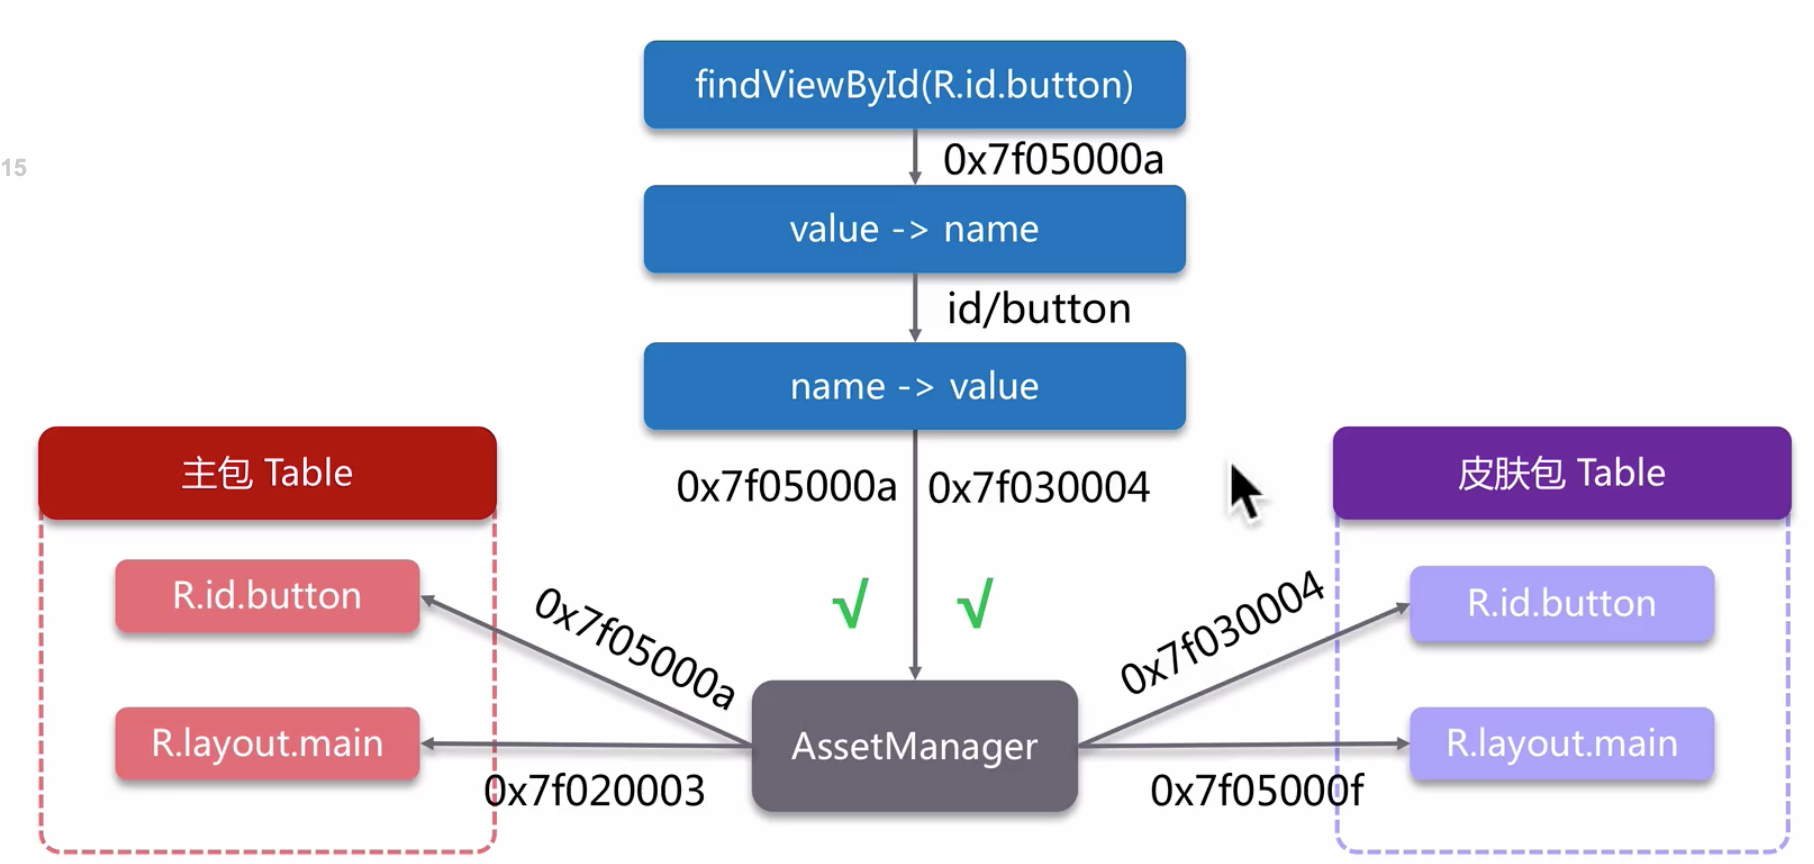 findViewById(R.id.button)
15
0x7f05000a
value -> name
id/button
name -> value
主包 Table
0x7f05000a
0x7f030004
皮肤包 Table
√
√
R.id.button
0x7f05000a
0x7f030004
R.id.button
R.layout.main
AssetManager
R.layout.main
0x7f020003
0x7f05000f